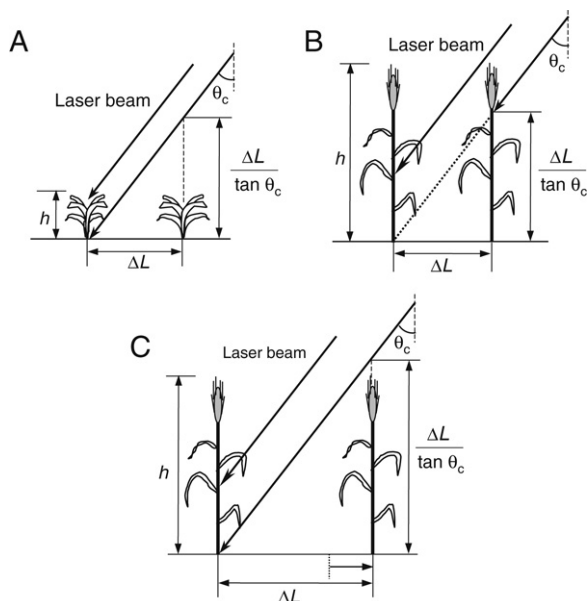 A
Laser beam
θc
ΔL
tan θc
h
ΔL
B
Laser beam
θc
h
ΔL
tan θc
ΔL
C
Laser beam
θc
h
ΔL
tan θc
ΔL